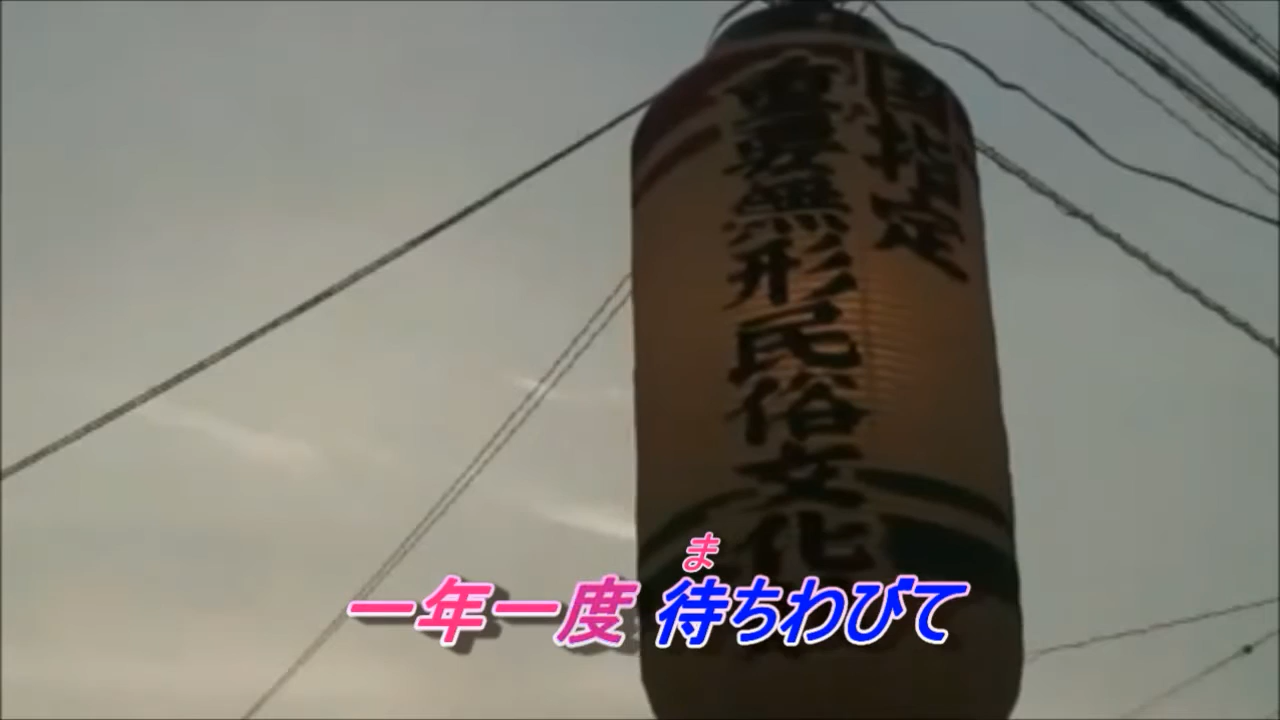 国指定
重要無形民俗文化
ま
一年一度 待ちわびて